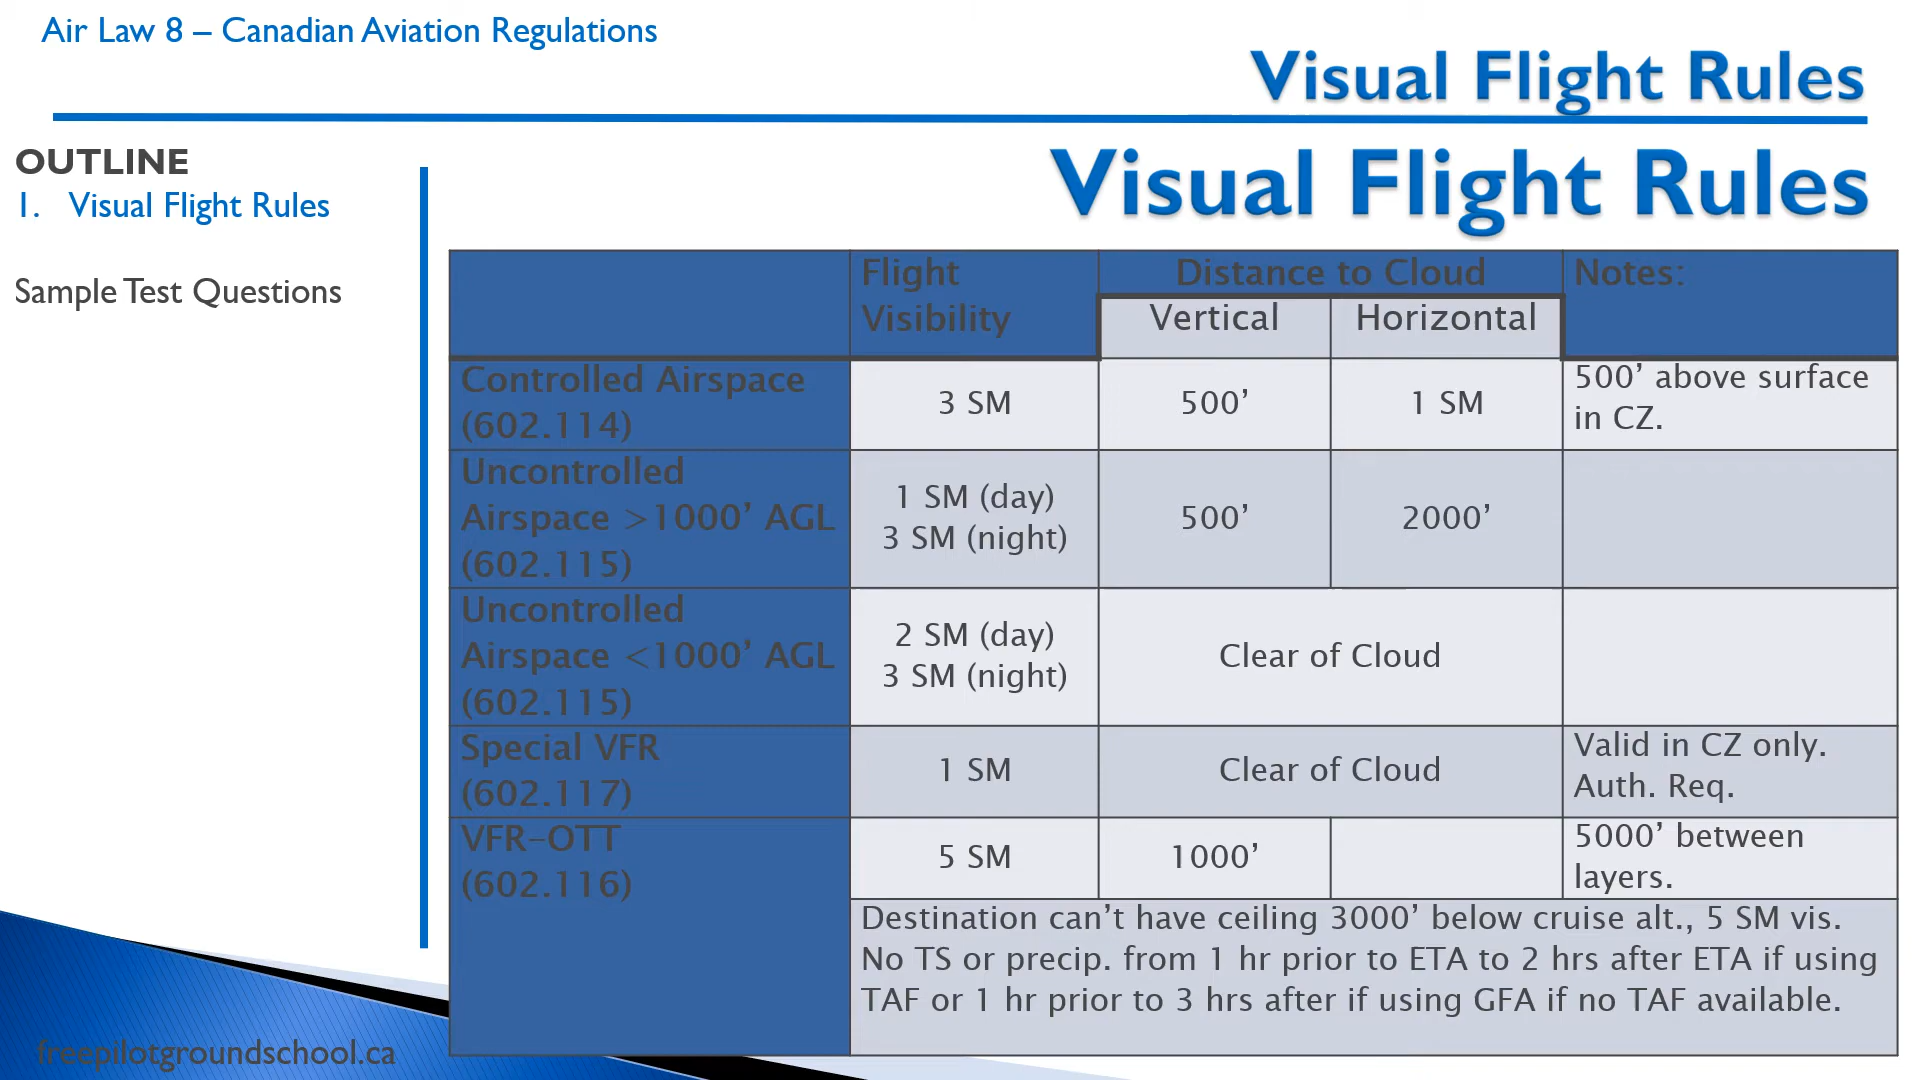 Air Law 8 – Canadian Aviation Regulations
Visual Flight Rules
OUTLINE
1. Visual Flight Rules
Sample Test Questions
Visual Flight Rules
Flight
Visibility
Distance to Cloud
Notes:
Vertical
Horizontal
Controlled Airspace
(602.114)
3 SM
500’
1 SM
500’ above surface
in CZ.
Uncontrolled
Airspace >1000’ AGL
(602.115)
1 SM (day)
3 SM (night)
500’
2000’
Uncontrolled
Airspace <1000’ AGL
(602.115)
2 SM (day)
3 SM (night)
Clear of Cloud
Special VFR
(602.117)
1 SM
Clear of Cloud
Valid in CZ only.
Auth. Req.
VFR-OTT
(602.116)
5 SM
1000’
5000’ between
layers.
Destination can’t have ceiling 3000’ below cruise alt., 5 SM vis.
No TS or precip. from 1 hr prior to ETA to 2 hrs after ETA if using
TAF or 1 hr prior to 3 hrs after if using GFA if no TAF available.
freepilotgroundschool.ca